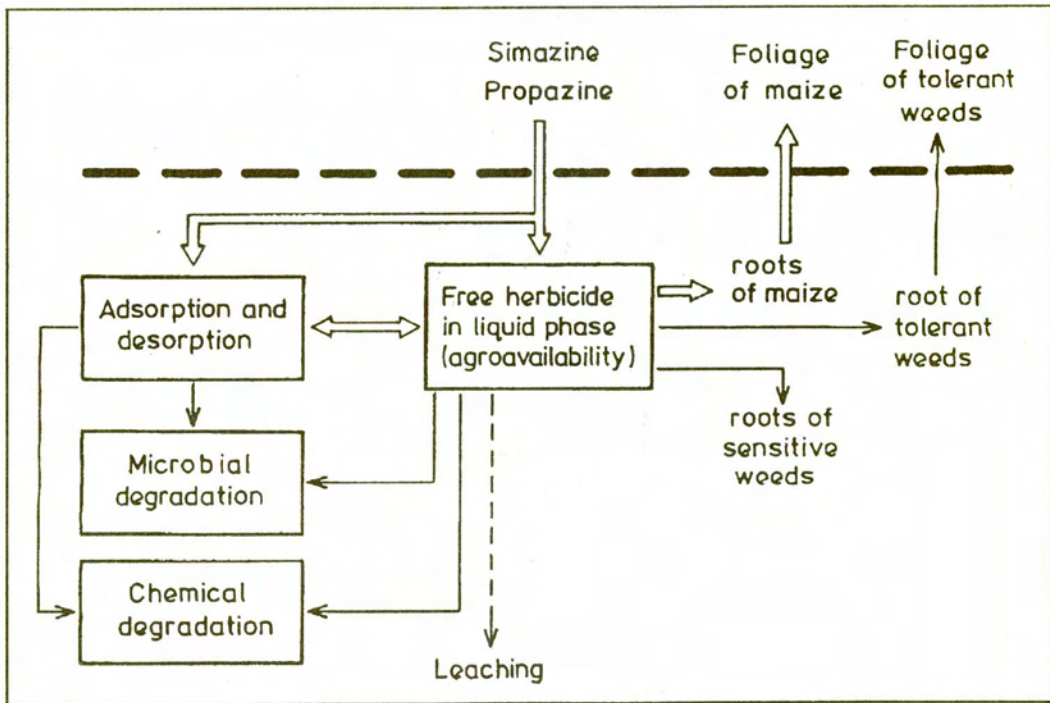 Simazine
Propazine
Foliage
of maize
Foliage
of tolerant
weeds
Adsorption and
desorption
Free herbicide
in liquid phase
(agroavailability)
roots
of maize
root of
tolerant
weeds
roots of
sensitive
weeds
Microbial
degradation
Chemical
degradation
Leaching